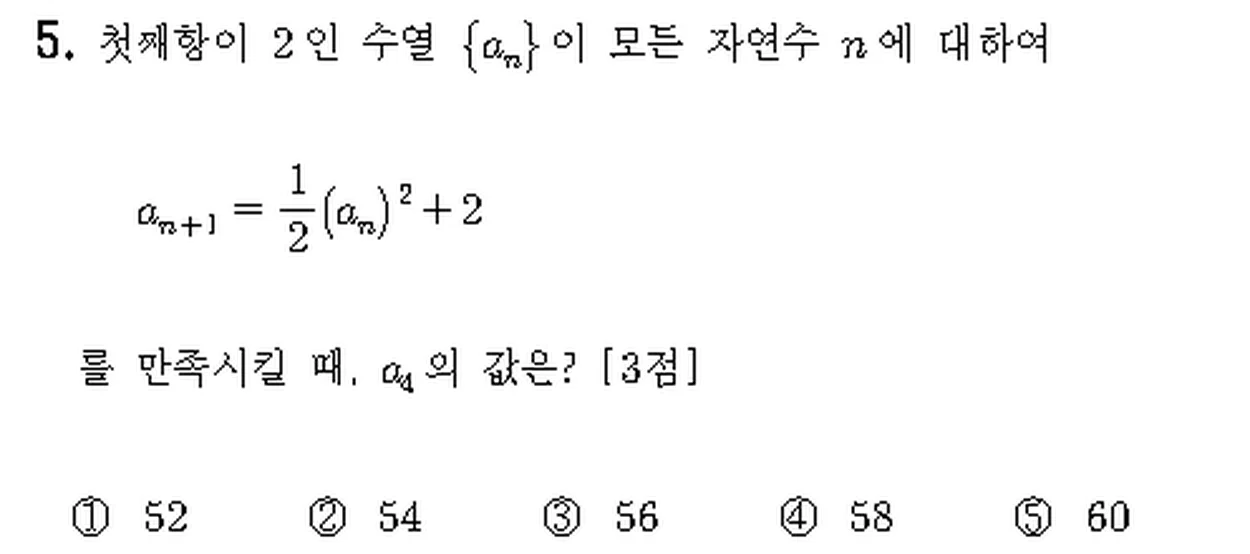 5. 첫째항이 2인 수열 {aₙ}이 모든 자연수 n에 대하여
aₙ₊₁ = 1/2(aₙ)² + 2
를 만족시킬 때, a₄의 값은? [3점]
① 52 ② 54 ③ 56 ④ 58 ⑤ 60